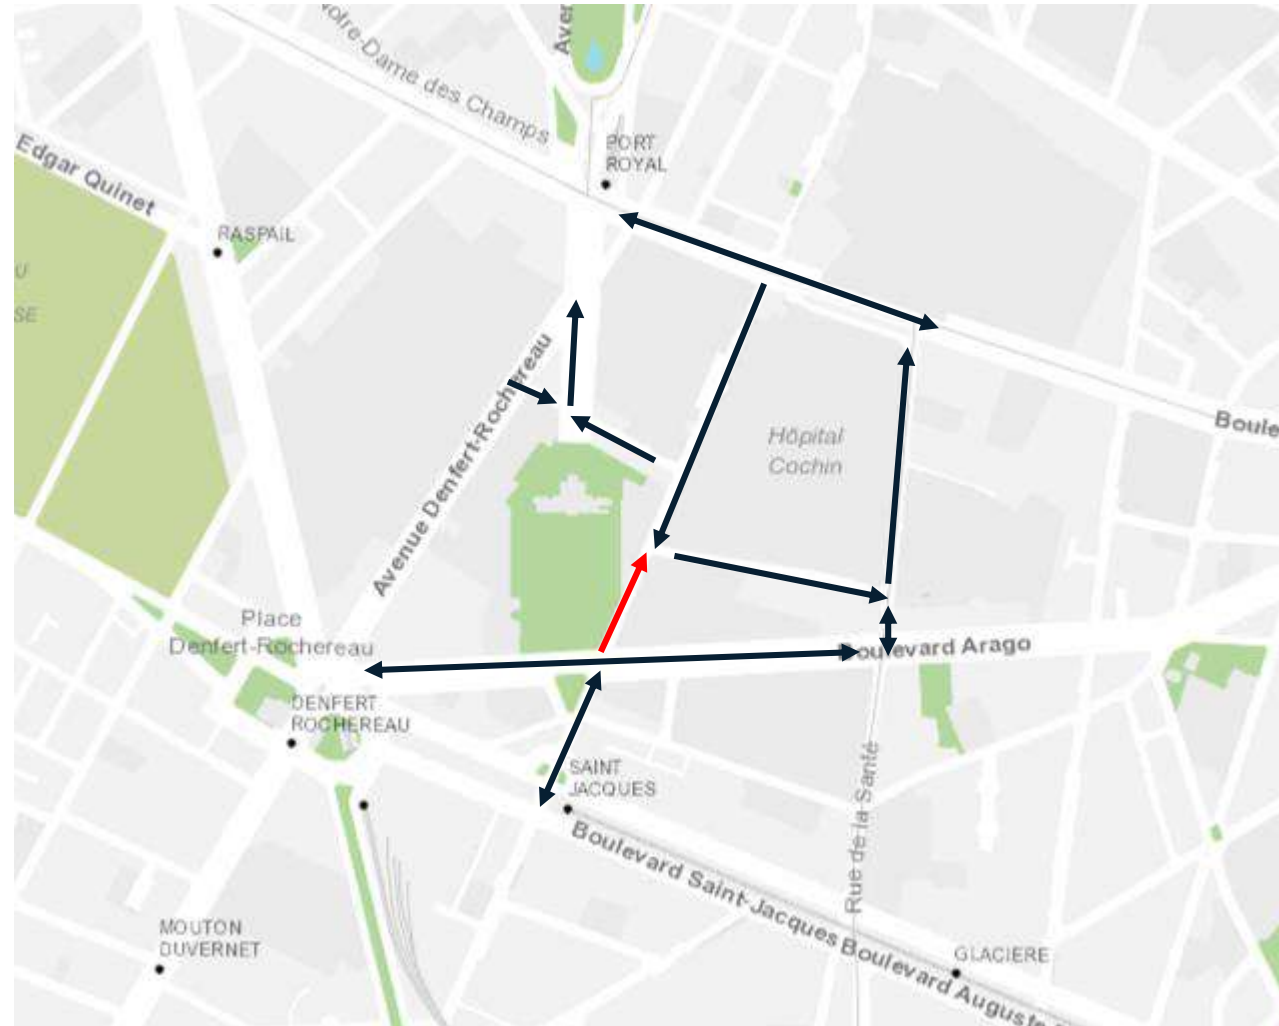 Notre-Dame des Champs
PORT
ROYAL
Edgar Quinet
RASPAIL
U
SE
Avenue Denfert-Rochereau
Hôpital
Cochin
Boule
Place
Denfert-Rochereau
Boulevard Arago
DENFERT
ROCHEREAU
SAINT
JACQUES
Rue de la Santé
Boulevard Saint-Jacques
Boulevard Auguste
MOUTON
DUVERNET
GLACIERE